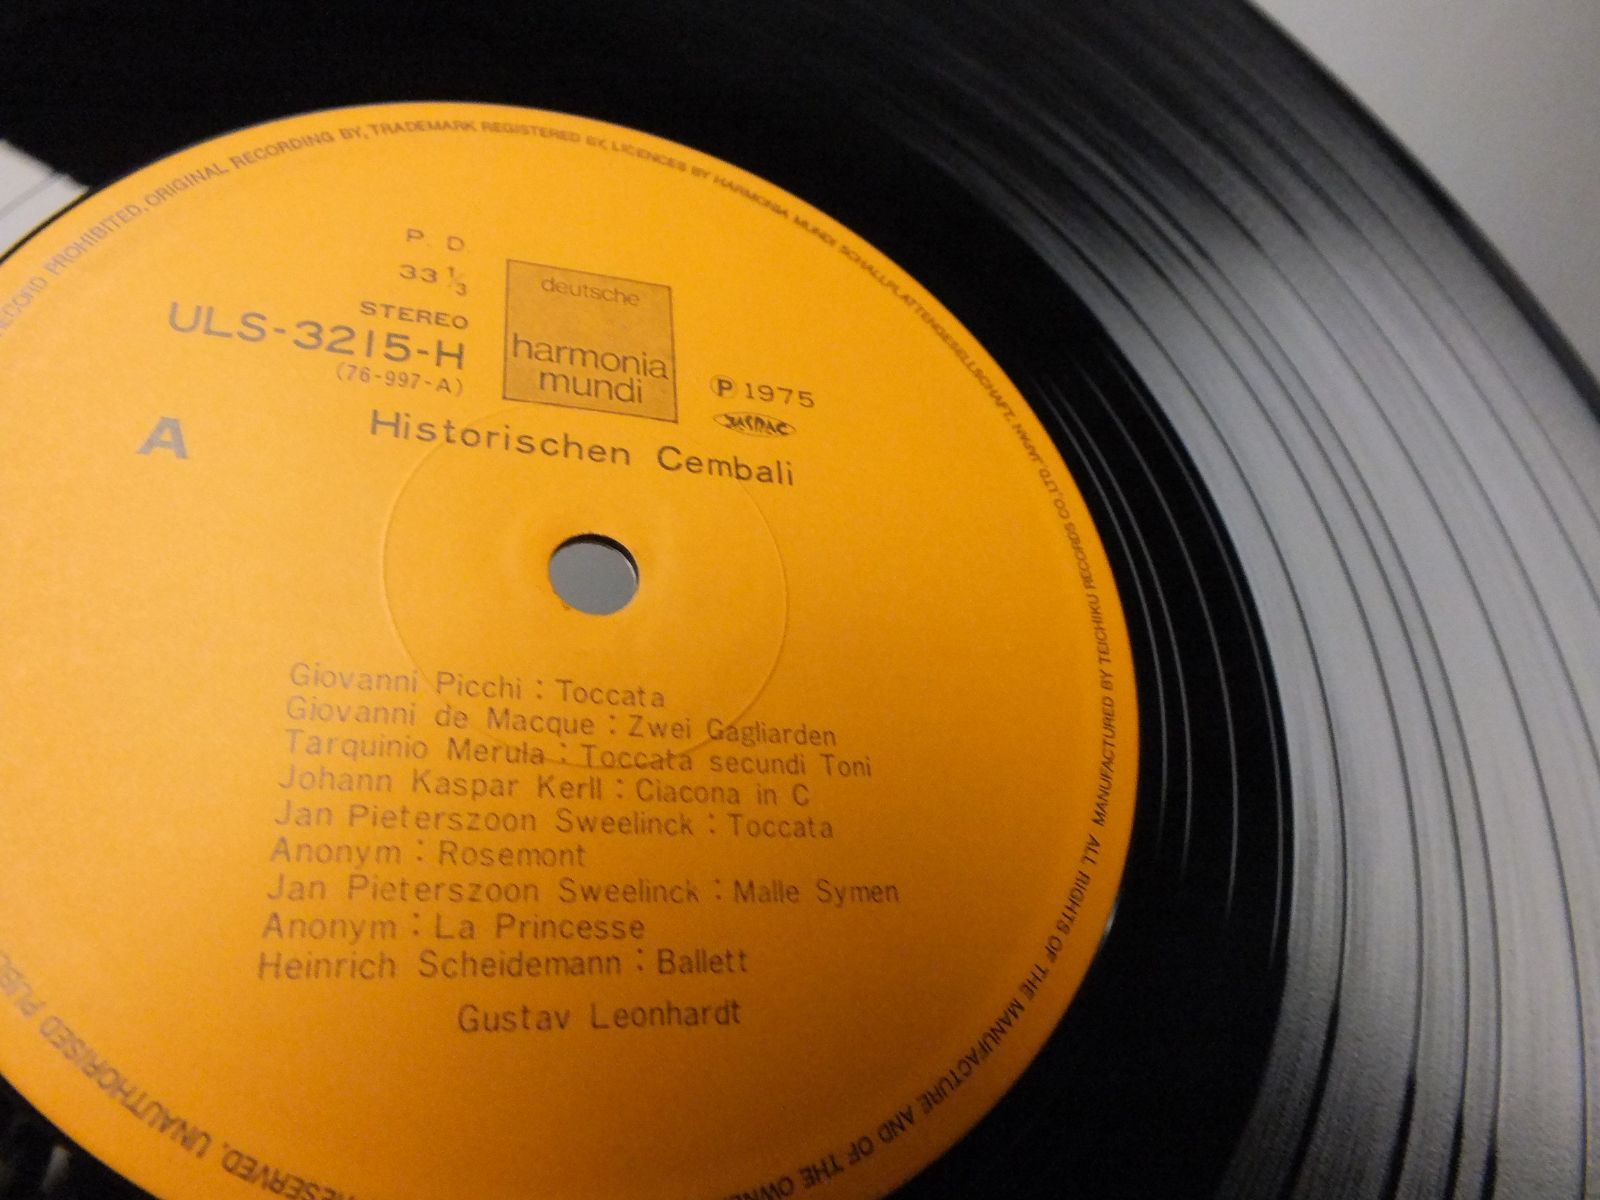 P. D.
33 1/3
STEREO
ULS-3215-H
(76-997-A)
A
deutsche
harmonia
mundi
Ⓟ 1975
JASRAC
Historischen Cembali
Giovanni Picchi : Toccata
Giovanni de Macque : Zwei Gagliarden
Tarquinio Merula : Toccata secundi Toni
Johann Kaspar Kerll : Ciacona in C
Jan Pieterszoon Sweelinck : Toccata
Anonym : Rosemont
Jan Pieterszoon Sweelinck : Malle Symen
Anonym : La Princesse
Heinrich Scheidemann : Ballett
Gustav Leonhardt
RECORD PROHIBITED. ORIGINAL RECORDING BY, TRADEMARK REGISTERED BY, LICENCES BY HARMONIA MUNDI SCHALLPLATTENGESELLSCHAFT. JAPAN.
MANUFACTURED BY TEICHIKU RECORDS CO., LTD.
ALL RIGHTS OF THE MANUFACTURE AND OF THE
RESERVED. UNAUTHORISED